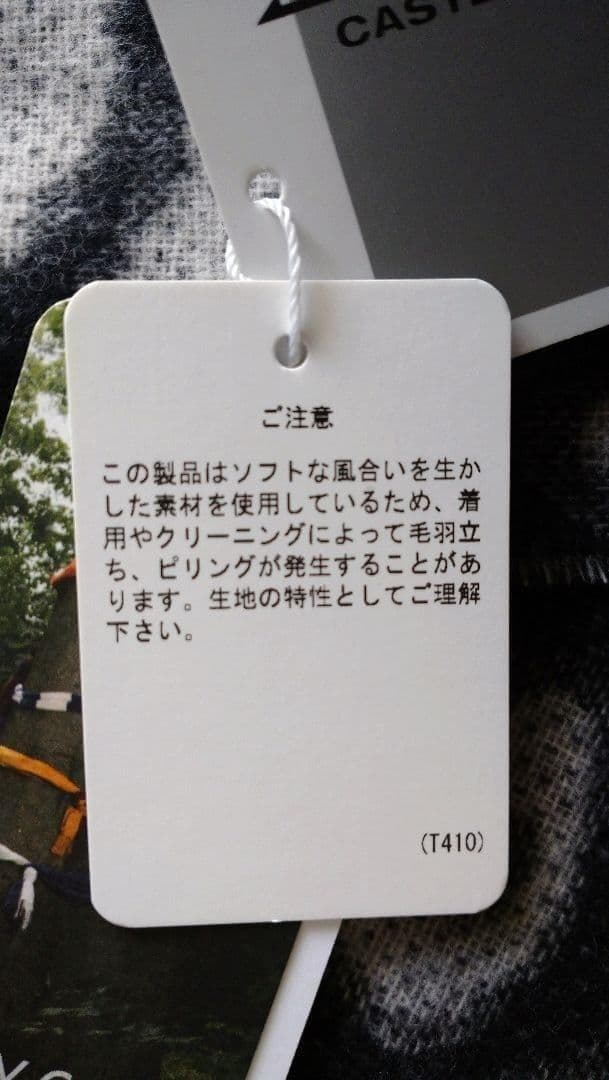 ご注意
この製品はソフトな風合いを生か
した素材を使用しているため、着
用やクリーニングによって毛羽立
ち、ピリングが発生することがあ
ります。生地の特性としてご理解
下さい。
(T410)